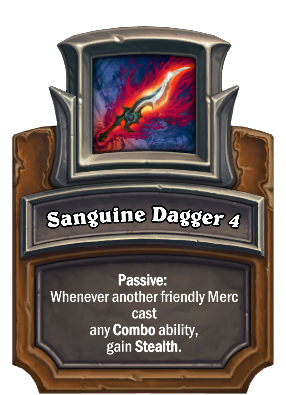 Sanguine Dagger 4
Passive:
Whenever another friendly Merc
cast
any Combo ability,
gain Stealth.